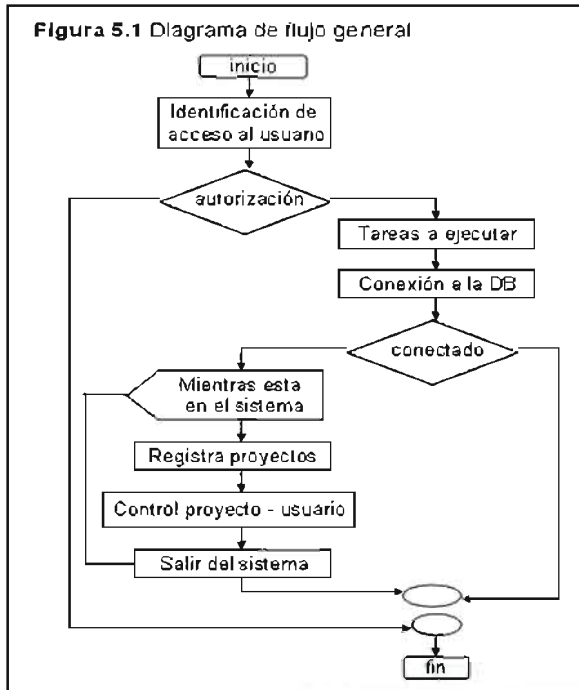 Figura 5.1 Diagrama de flujo general
inicio
Identificación de
acceso al usuario
autorización
Tareas a ejecutar
Conexión a la DB
conectado
Mientras esta
en el sistema
Registra proyectos
Control proyecto - usuario
Salir del sistema
fin